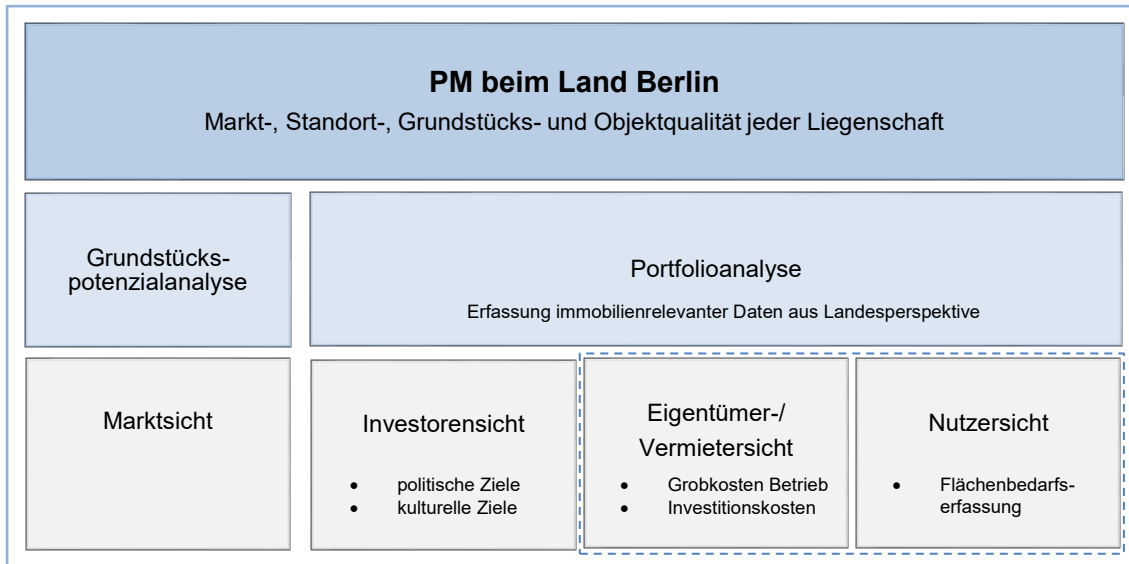 PM beim Land Berlin
Markt-, Standort-, Grundstücks- und Objektqualität jeder Liegenschaft
Grundstücks-
potenzialanalyse
Portfolioanalyse
Erfassung immobilienrelevanter Daten aus Landesperspektive
Marktsicht
Investorensicht
• politische Ziele
• kulturelle Ziele
Eigentümer-/
Vermietersicht
• Grobkosten Betrieb
• Investitionskosten
Nutzersicht
• Flächenbedarfs-
erfassung